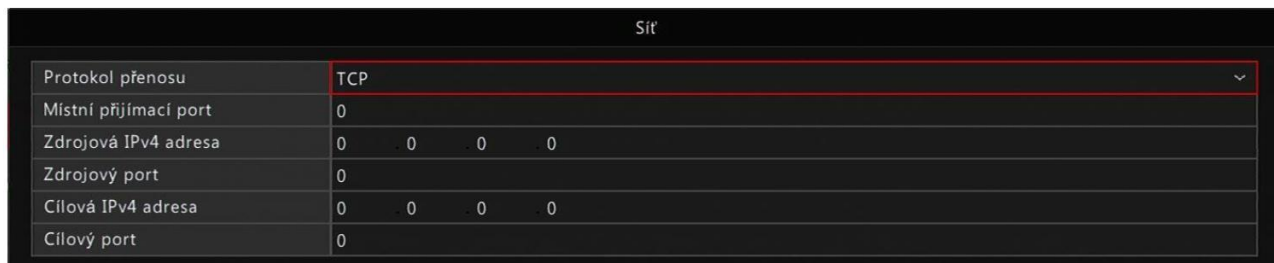 Síť
Protokol přenosu TCP
Místní přijímací port 0
Zdrojová IPv4 adresa 0 . 0 . 0 . 0
Zdrojový port 0
Cílová IPv4 adresa 0 . 0 . 0 . 0
Cílový port 0